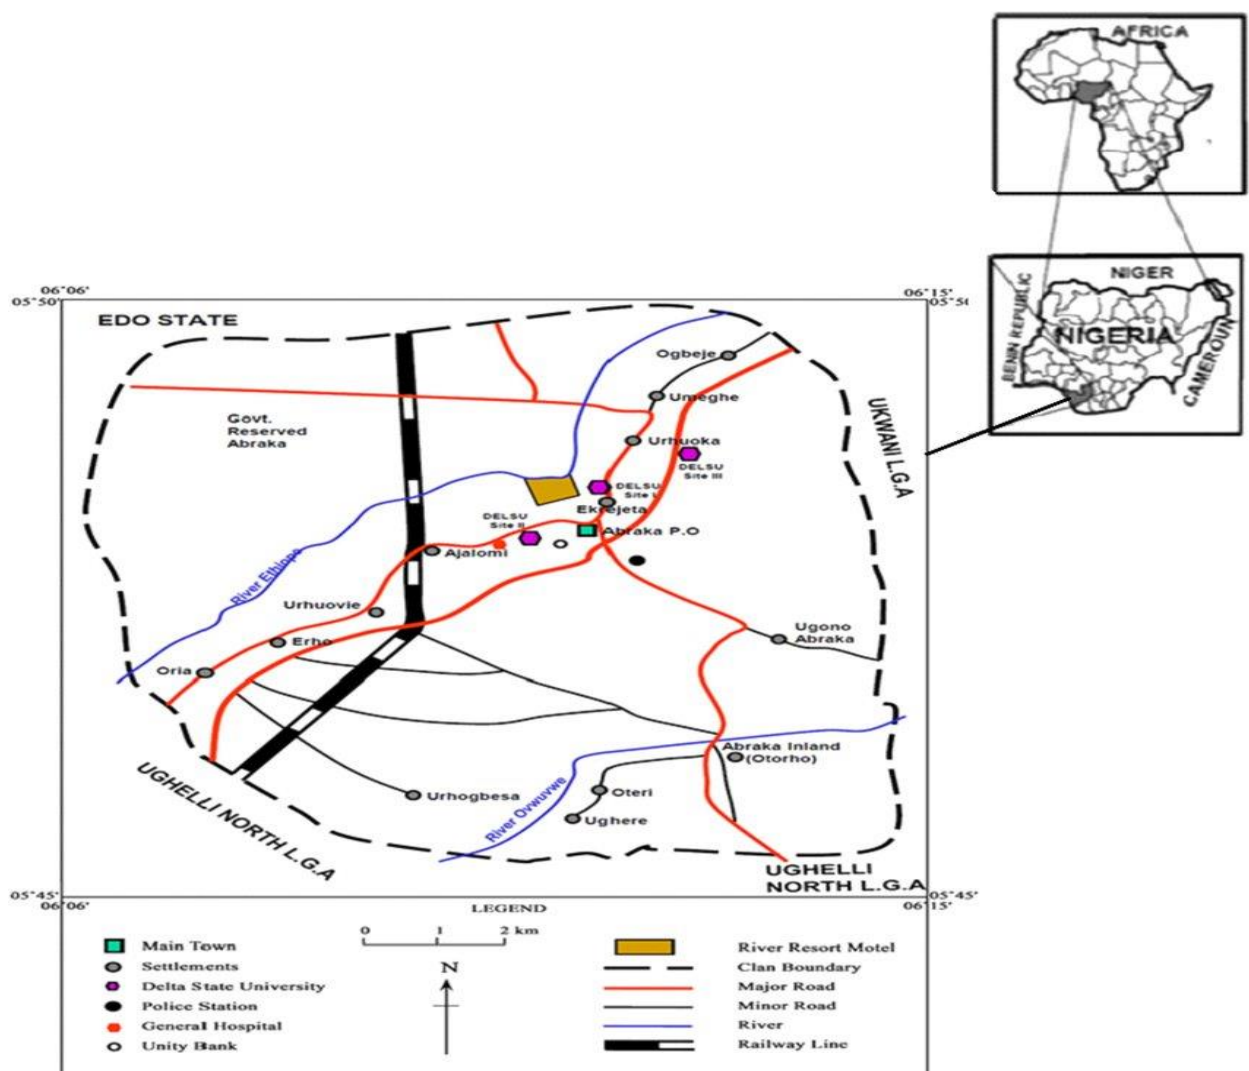 AFRICA
NIGER
BENIN REPUBLIC
NIGERIA
CAMEROUN
06°06'
06°15'
05°50'
05°50
EDO STATE
Ogbeje
Umeghe
Govt.
Reserved
Abraka
Urhuoka
DELSU
Site III
DELSU
Site I
UKWANI L.G.A
Ekrejeta
DELSU
Site II
Abraka P.O
Ajalomi
River Ethiope
Urhuovie
Erho
Oria
Ugono
Abraka
Abraka Inland
(Otorho)
Urhogbesa
Oteri
Ughere
River Ovwuvwe
UGHELLI NORTH L.G.A
UGHELLI
NORTH L.G.A
05°45'
05°45'
06°06'
06°15'
LEGEND
0 1 2 km
N
Main Town
Settlements
Delta State University
Police Station
General Hospital
Unity Bank
River Resort Motel
Clan Boundary
Major Road
Minor Road
River
Railway Line